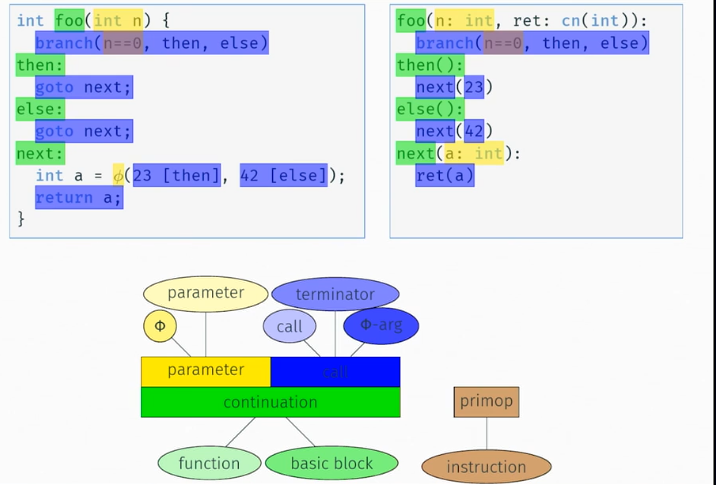 int foo(int n) {
branch(n==0, then, else)
then:
goto next;
else:
goto next;
next:
int a = ϕ(23 [then], 42 [else]);
return a;
}
foo(n: int, ret: cn(int)):
branch(n==0, then, else)
then():
next(23)
else():
next(42)
next(a: int):
ret(a)
parameter
terminator
Φ
call
Φ-arg
parameter
call
continuation
primop
function
basic block
instruction